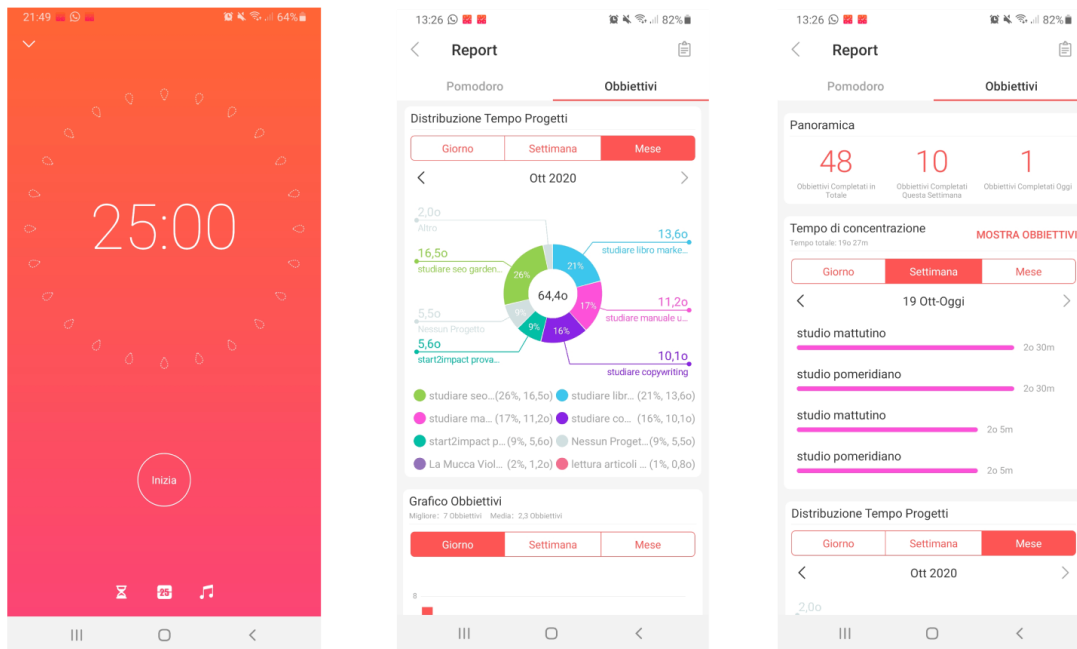 21:49
64%
25:00
Inizia
25
13:26
82%
Report
Pomodoro
Obbiettivi
Distribuzione Tempo Progetti
Giorno
Settimana
Mese
Ott 2020
2,0o
Altro
16,5o
studiare seo garden...
5,5o
Nessun Progetto
5,6o
start2impact prova...
26%
21%
17%
16%
9%
9%
64,4o
13,6o
studiare libro marke...
11,2o
studiare manuale u...
10,1o
studiare copywriting
studiare seo...(26%, 16,5o)
studiare libr... (21%, 13,6o)
studiare ma... (17%, 11,2o)
studiare co... (16%, 10,1o)
start2impact p...(9%, 5,6o)
Nessun Proget...(9%, 5,5o)
La Mucca Viol... (2%, 1,2o)
lettura articoli ... (1%, 0,8o)
Grafico Obbiettivi
Migliore: 7 Obbiettivi Media: 2,3 Obbiettivi
Giorno
Settimana
Mese
8
13:26
82%
Report
Pomodoro
Obbiettivi
Panoramica
48
Obbiettivi Completati in
Totale
10
Obbiettivi Completati
Questa Settimana
1
Obbiettivi Completati Oggi
Tempo di concentrazione
Tempo totale: 19o 27m
MOSTRA OBBIETTIVI
Giorno
Settimana
Mese
19 Ott-Oggi
studio mattutino
2o 30m
studio pomeridiano
2o 30m
studio mattutino
2o 5m
studio pomeridiano
2o 5m
Distribuzione Tempo Progetti
Giorno
Settimana
Mese
Ott 2020
2,0o